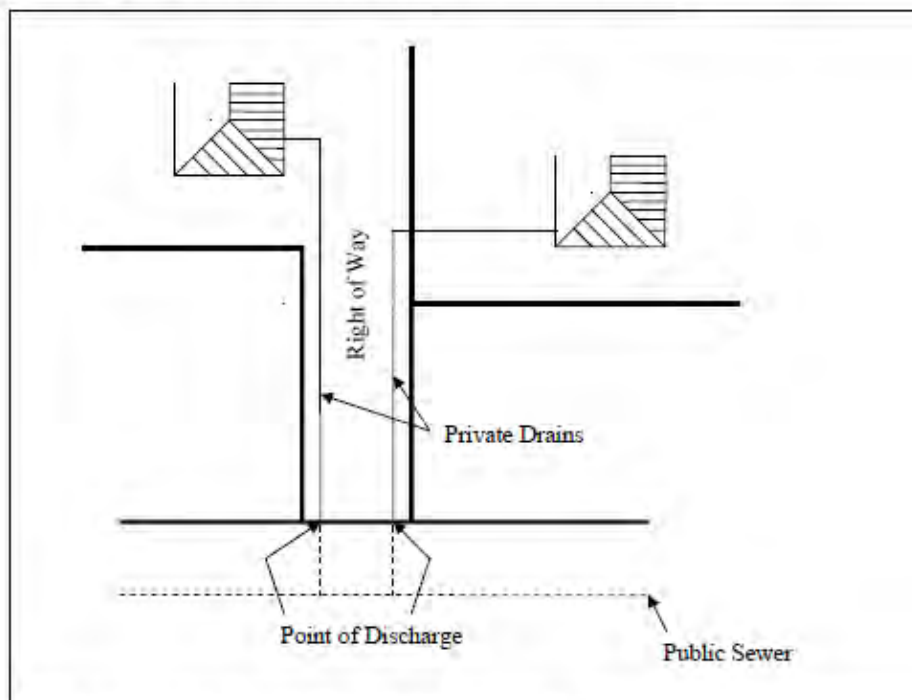 Right of Way
Private Drains
Point of Discharge
Public Sewer